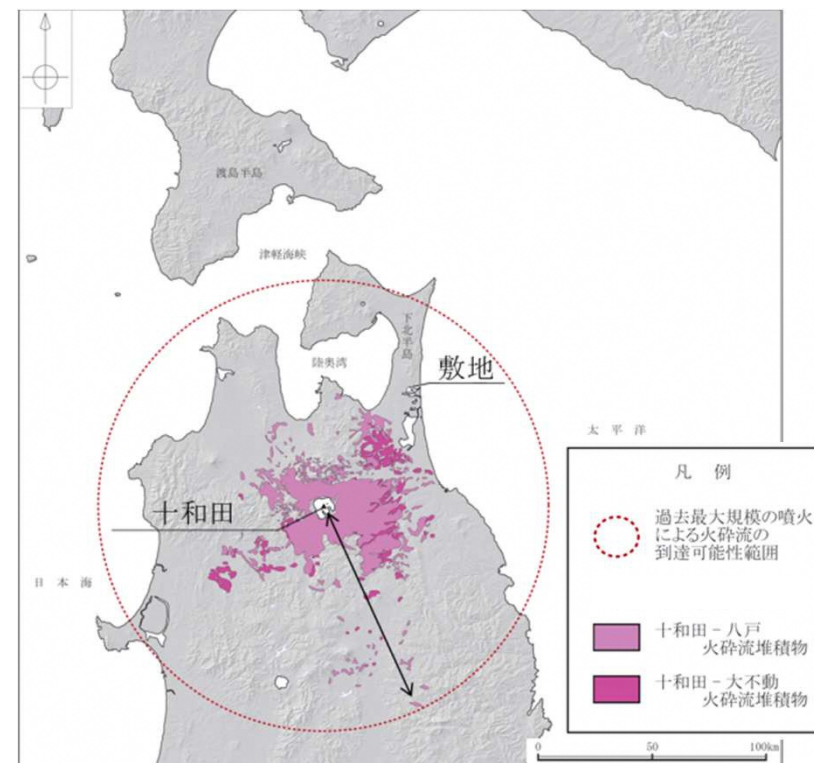 渡島半島
津軽海峡
下北半島
陸奥湾
敷地
太平洋
十和田
日本海
凡例
過去最大規模の噴火
による火砕流の
到達可能性範囲
十和田－八戸
火砕流堆積物
十和田－大不動
火砕流堆積物
0 50 100km